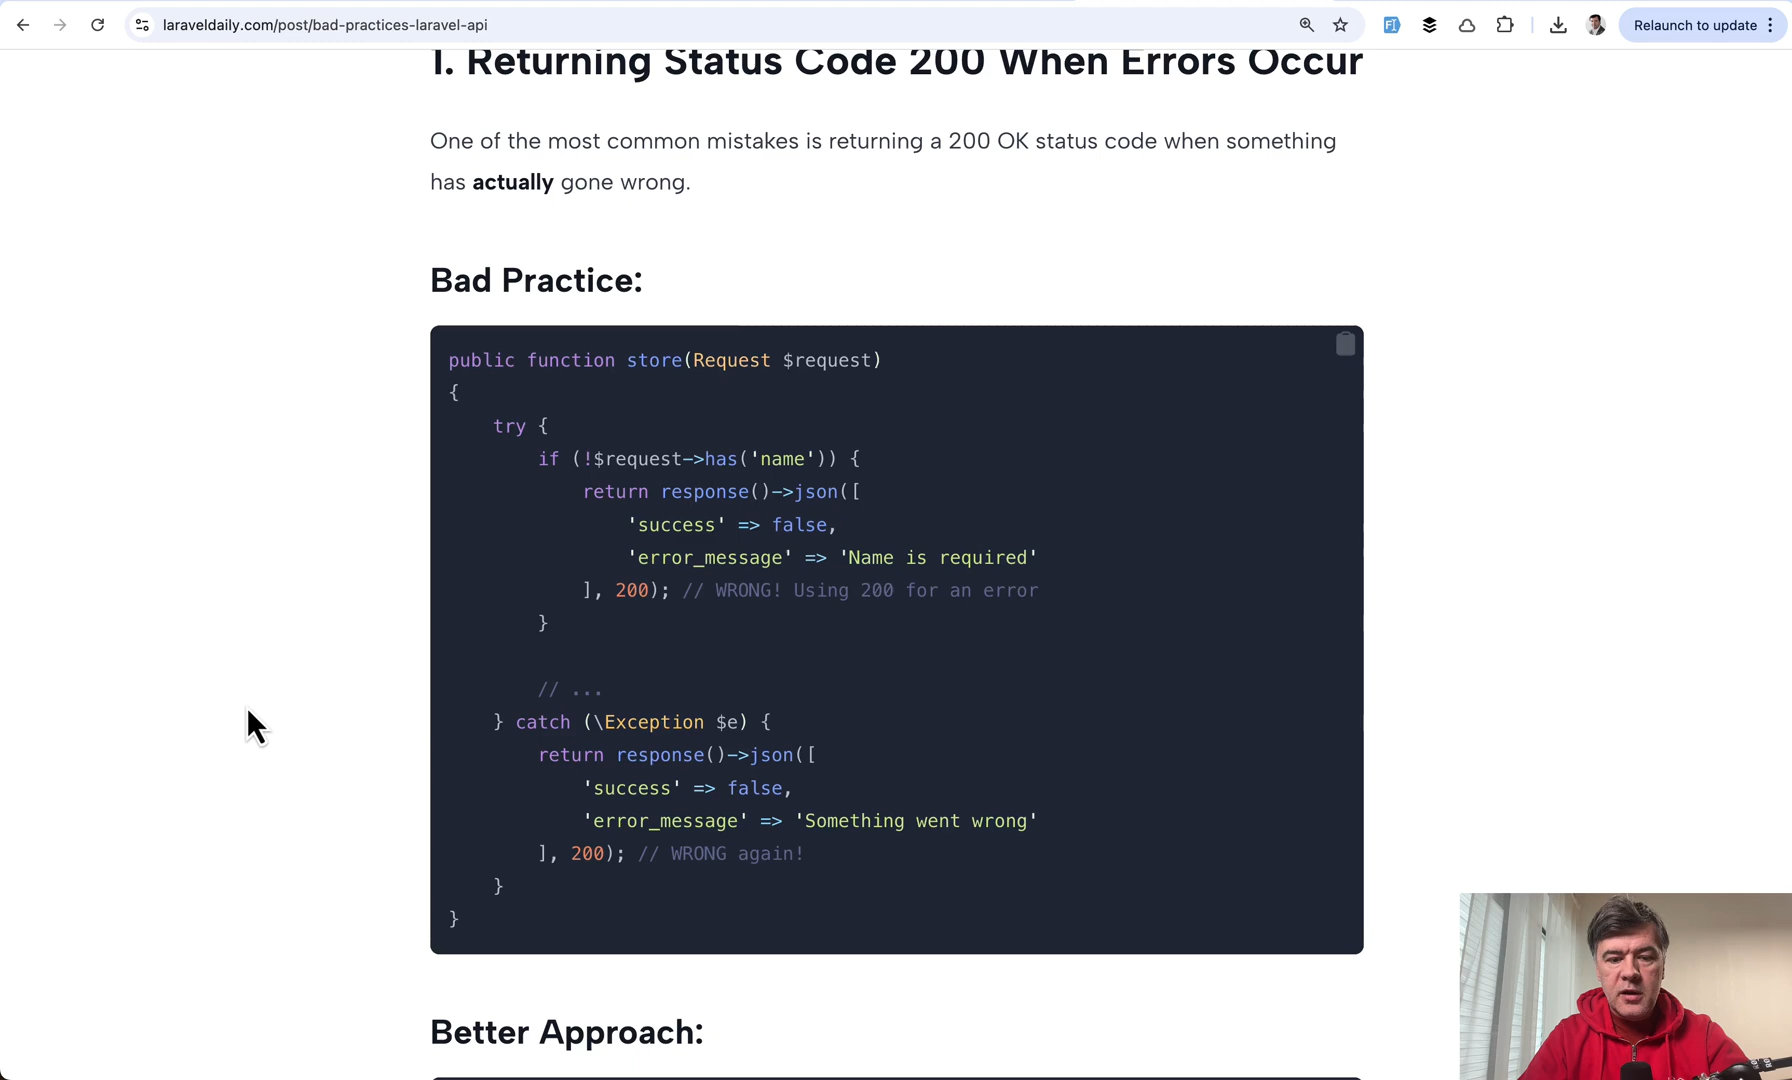 laraveldaily.com/post/bad-practices-laravel-api
Relaunch to update
1. Returning Status Code 200 When Errors Occur
One of the most common mistakes is returning a 200 OK status code when something
has actually gone wrong.
Bad Practice:
public function store(Request $request)
{
    try {
        if (!$request->has('name')) {
            return response()->json([
                'success' => false,
                'error_message' => 'Name is required'
            ], 200); // WRONG! Using 200 for an error
        }

        // ...
    } catch (\Exception $e) {
        return response()->json([
            'success' => false,
            'error_message' => 'Something went wrong'
        ], 200); // WRONG again!
    }
}
Better Approach: